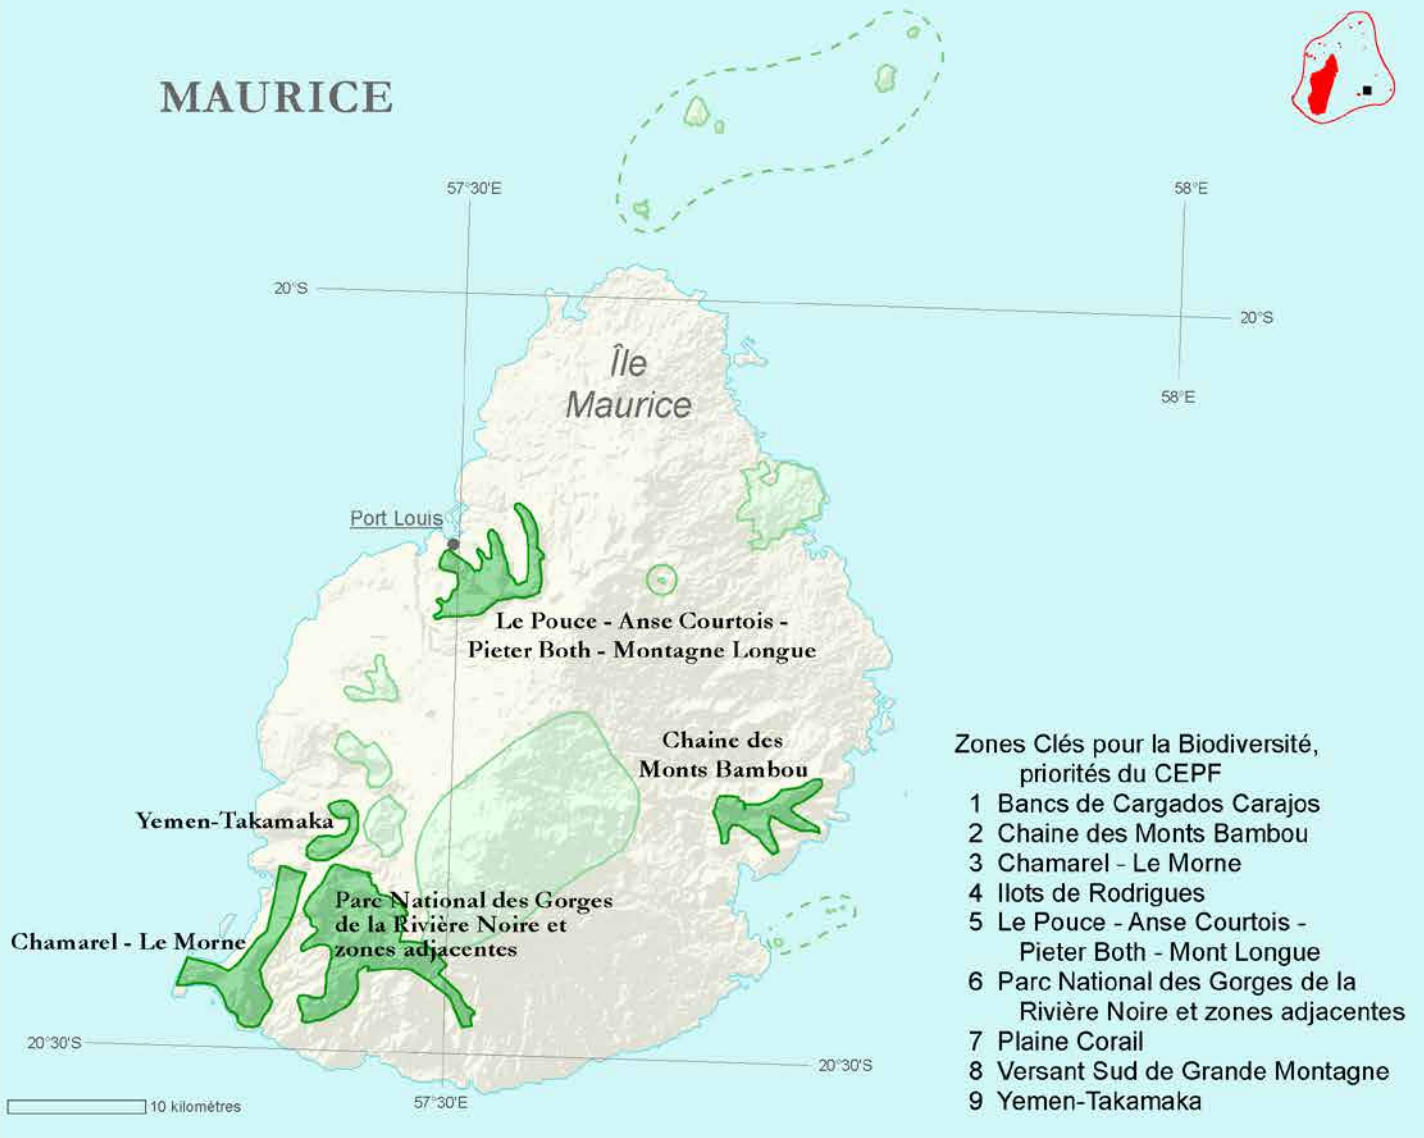 MAURICE
57°30'E
58°E
20°S
20°S
58°E
Île
Maurice
Port Louis
Le Pouce - Anse Courtois -
Pieter Both - Montagne Longue
Chaine des
Monts Bambou
Yemen-Takamaka
Parc National des Gorges
de la Rivière Noire et
zones adjacentes
Chamarel - Le Morne
20°30'S
20°30'S
57°30'E
10 kilomètres
Zones Clés pour la Biodiversité,
priorités du CEPF
1 Bancs de Cargados Carajos
2 Chaine des Monts Bambou
3 Chamarel - Le Morne
4 Ilots de Rodrigues
5 Le Pouce - Anse Courtois -
Pieter Both - Mont Longue
6 Parc National des Gorges de la
Rivière Noire et zones adjacentes
7 Plaine Corail
8 Versant Sud de Grande Montagne
9 Yemen-Takamaka